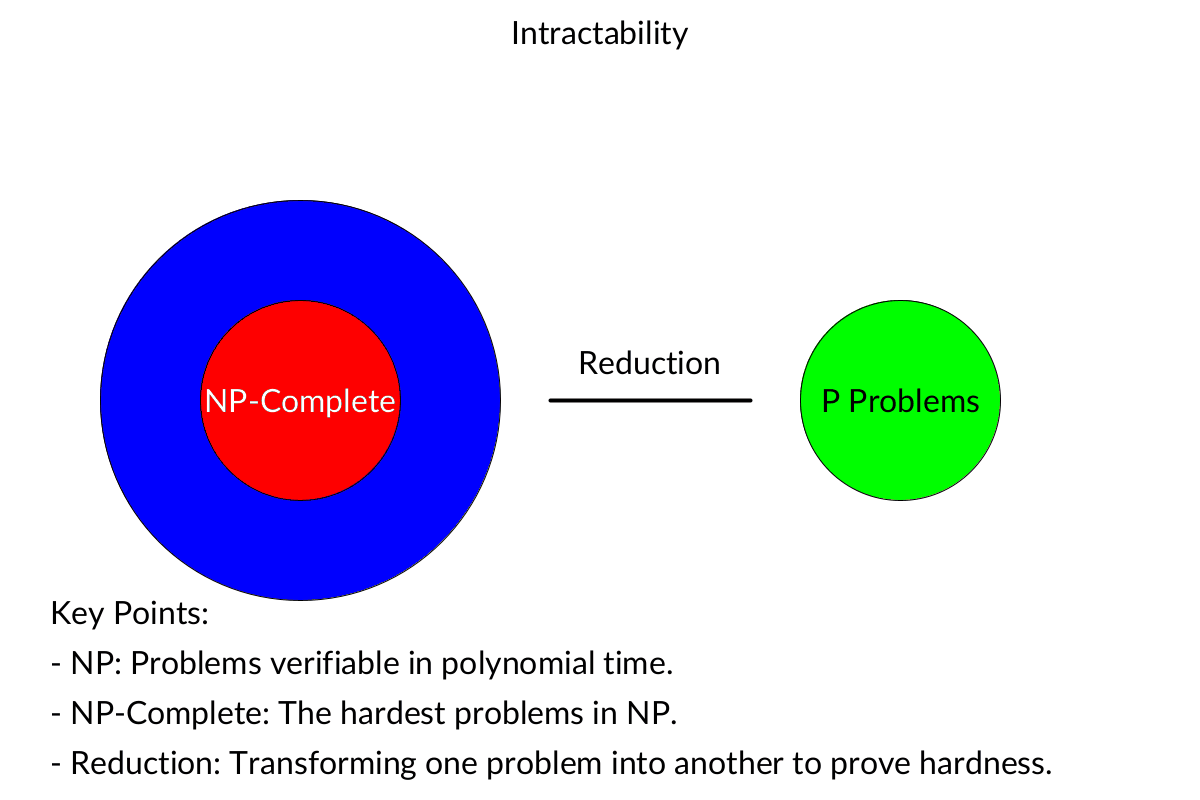 Intractability
Reduction
NP-Complete
P Problems
Key Points:
- NP: Problems verifiable in polynomial time.
- NP-Complete: The hardest problems in NP.
- Reduction: Transforming one problem into another to prove hardness.